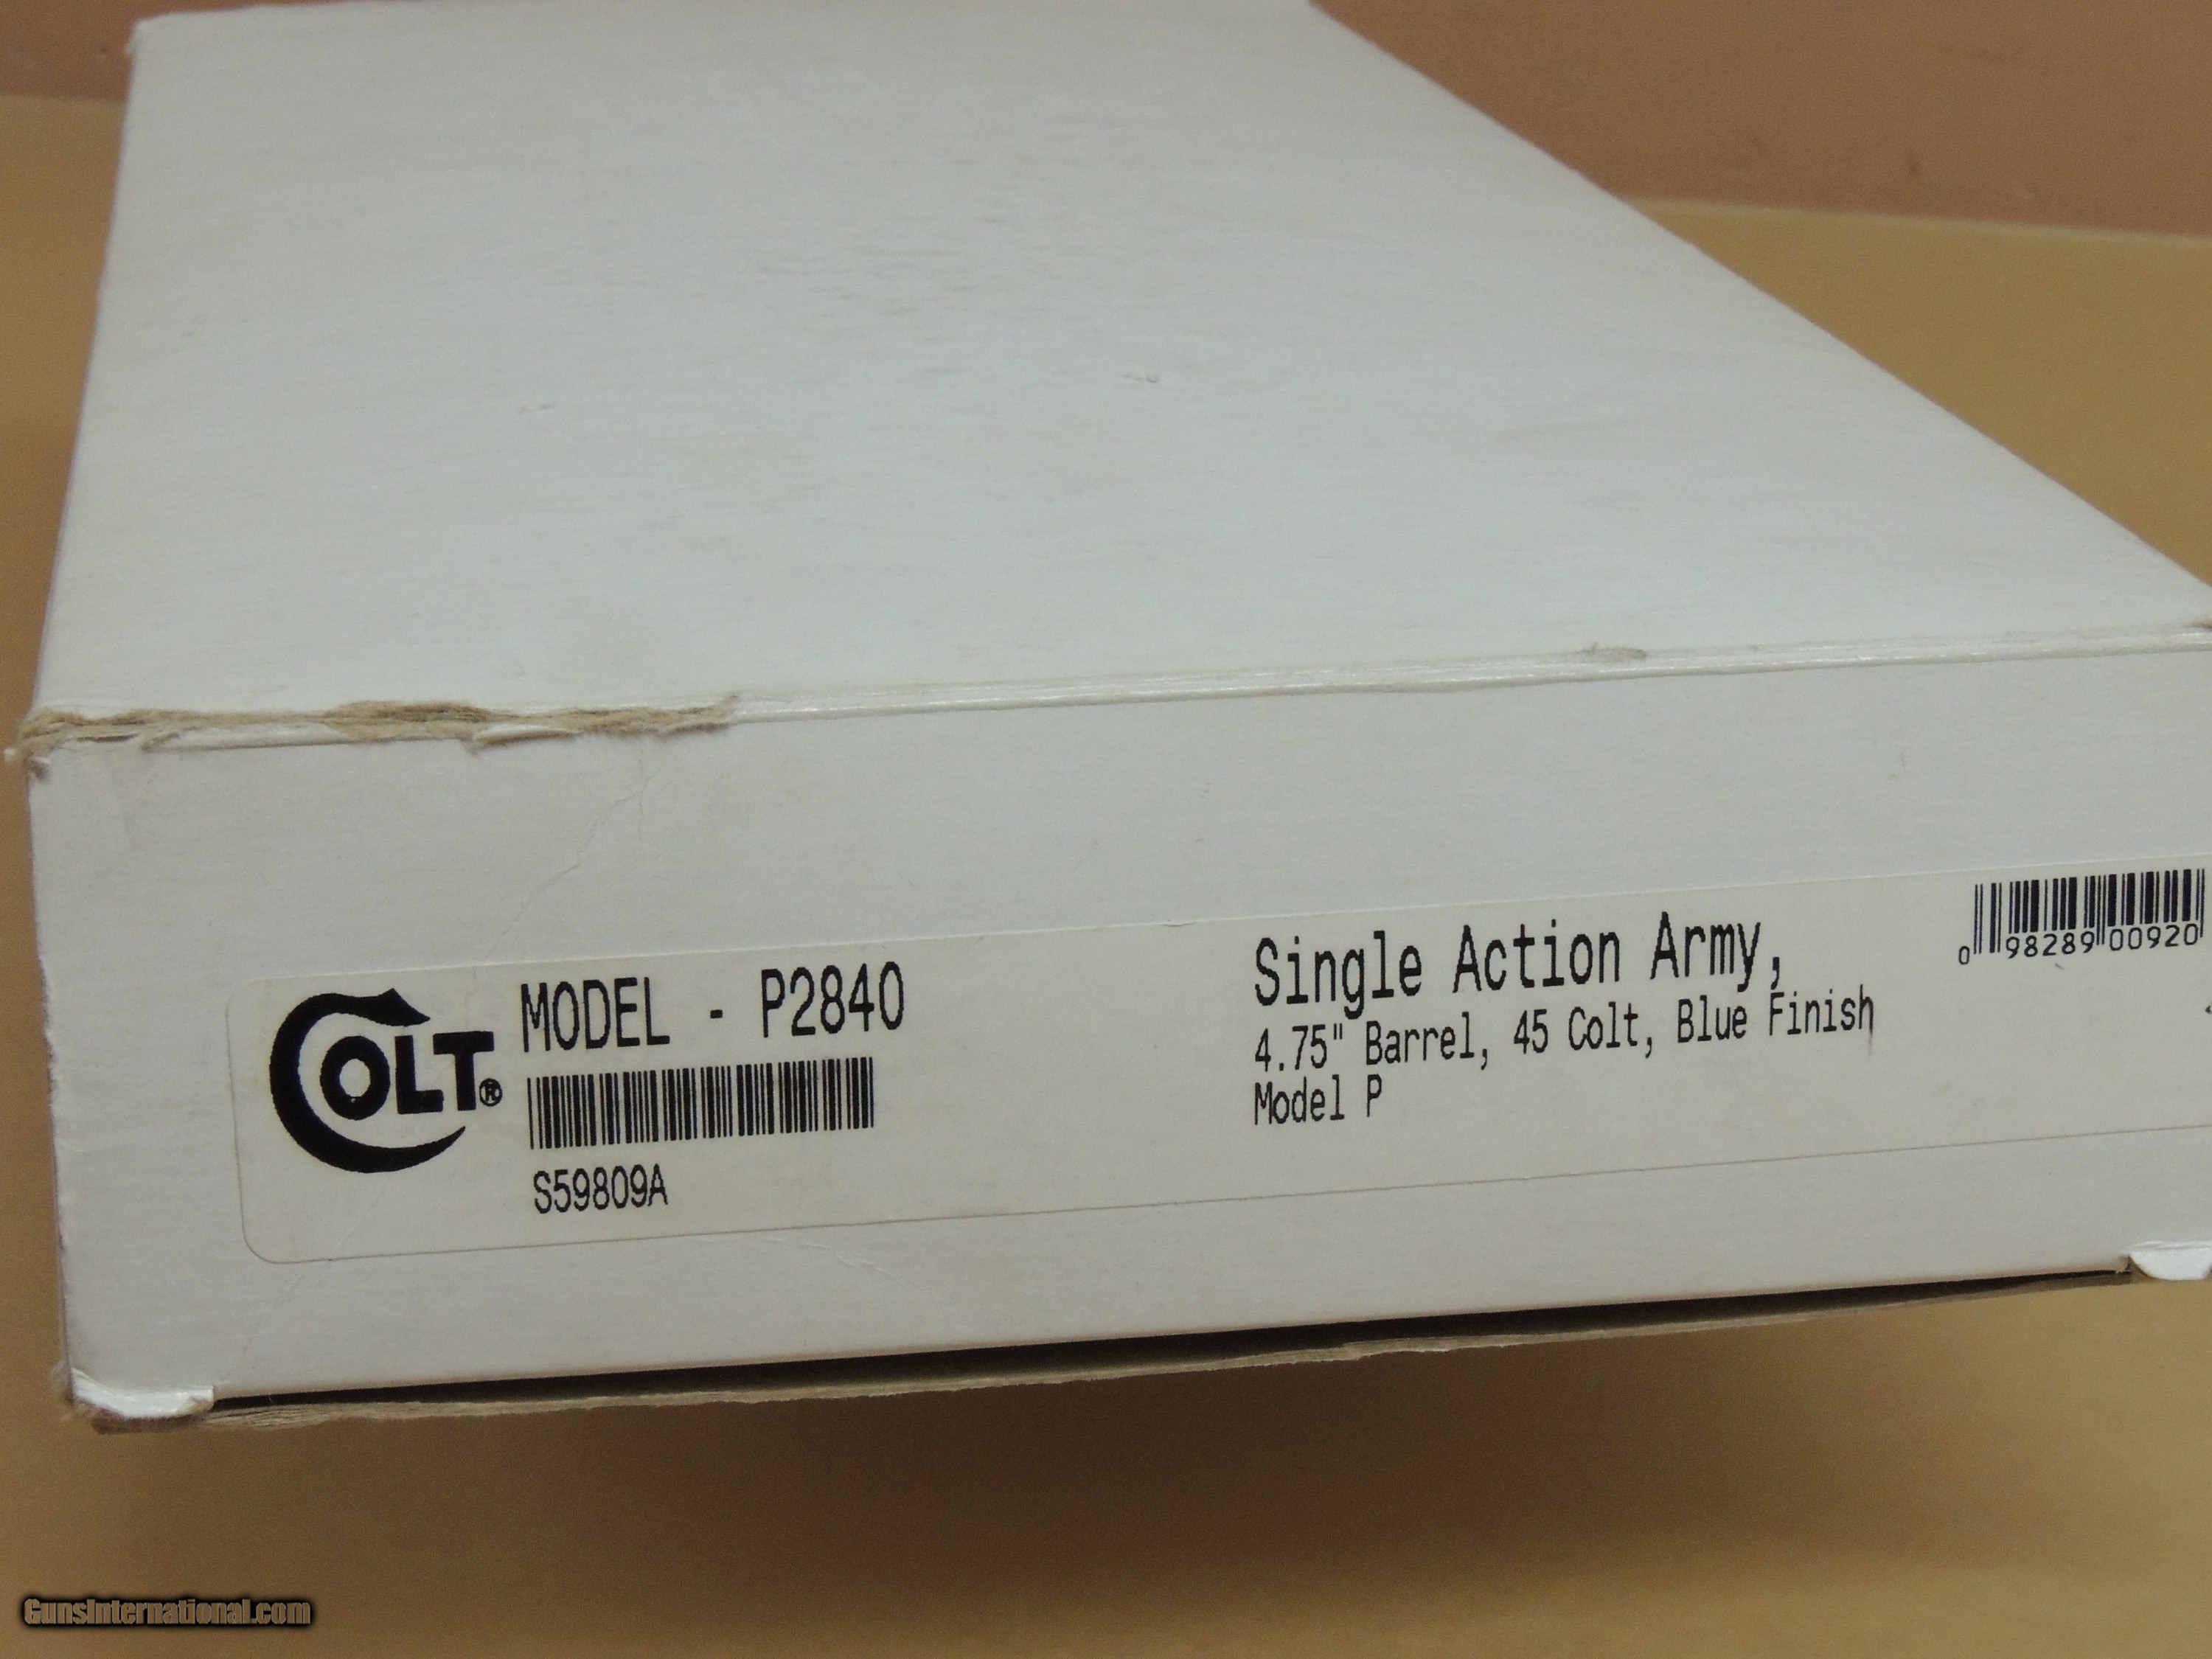 COLT®
MODEL - P2840
S59809A
Single Action Army,
4.75" Barrel, 45 Colt, Blue Finish
Model P
0 98289 00920
GunsInternational.com